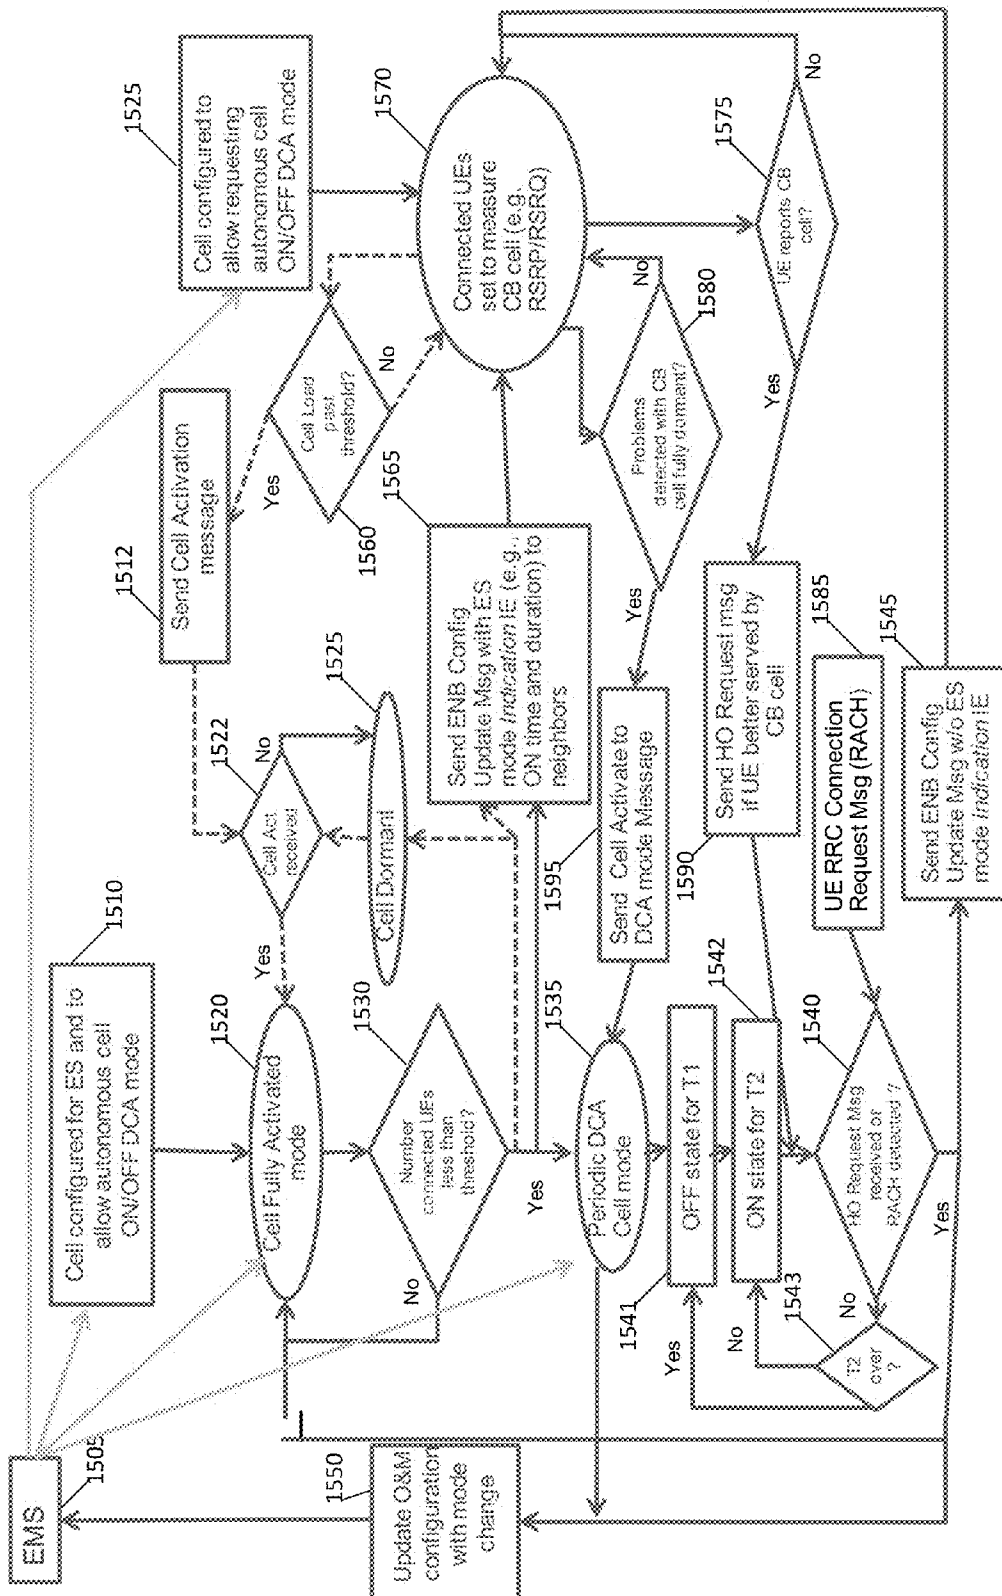 EMS
1505
Cell configured for ES and to
allow autonomous cell
ON/OFF DCA mode
1510
Send Cell Activation
message
1512
Cell configured to
allow requesting
autonomous cell
ON/OFF DCA mode
1525
Update O&M
configuration
with mode
change
1550
Cell Fully Activated
mode
1520
Yes
Cell Act
received
1522
No
Cell Dormant
1525
Cell Load
past
threshold?
1560
Yes
No
Number
connected UEs
less than
threshold?
1530
No
Yes
Send ENB Config
Update Msg with ES
mode Indication IE (e.g.,
ON time and duration) to
neighbors
1565
Connected UEs
set to measure
CB cell (e.g.
RSRP/RSRQ)
1570
Periodic DCA
Cell mode
1535
Send Cell Activate to
DCA mode Message
1595
Problems
detected with CB
cell fully dormant?
1580
Yes
No
OFF state for T1
1541
ON state for T2
1542
Send HO Request msg
if UE better served by
CB cell
1590
UE reports CB
cell?
1575
Yes
No
T2
over
?
1543
Yes
No
No
HO Request Msg
received or
RACH detected ?
1540
Yes
UE RRC Connection
Request Msg (RACH)
1585
Send ENB Config
Update Msg w/o ES
mode Indication IE
1545